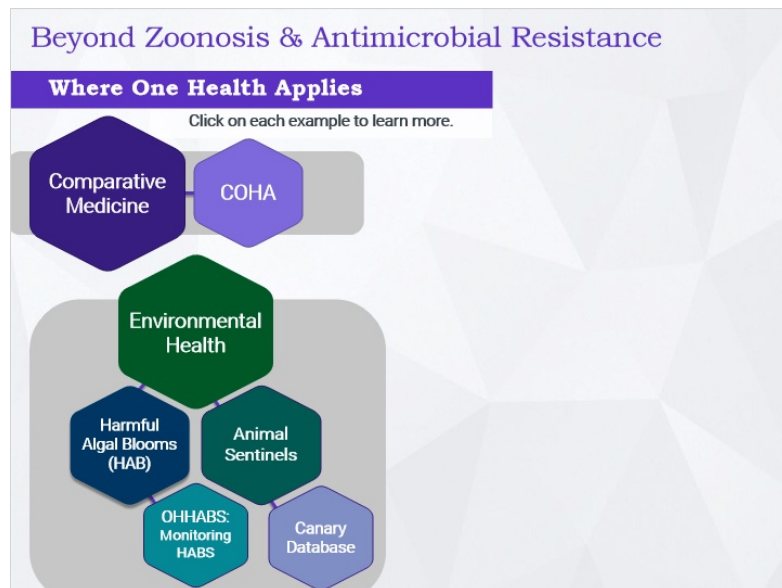 Beyond Zoonosis & Antimicrobial Resistance
Where One Health Applies
Click on each example to learn more.
Comparative
Medicine
COHA
Environmental
Health
Harmful
Algal Blooms
(HAB)
Animal
Sentinels
OHHABS:
Monitoring
HABS
Canary
Database